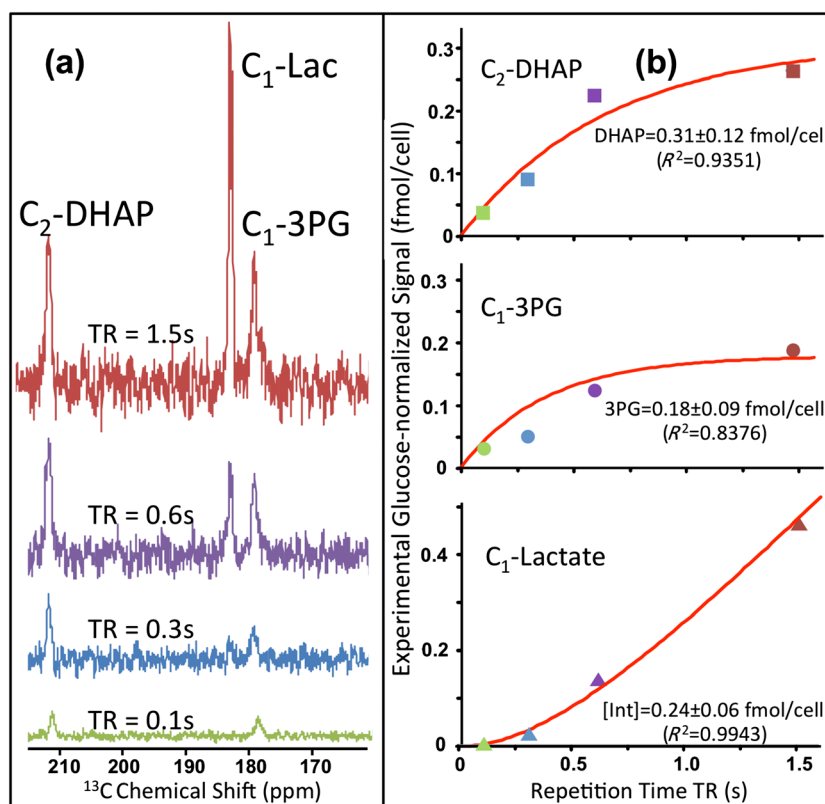 (a)
C1-Lac
C2-DHAP
C1-3PG
TR = 1.5s
TR = 0.6s
TR = 0.3s
TR = 0.1s
210 200 190 180 170
13C Chemical Shift (ppm)
Experimental Glucose-normalized Signal (fmol/cell)
(b)
C2-DHAP
0.3
0.2
0.1
0
DHAP=0.31±0.12 fmol/cell
(R2=0.9351)
C1-3PG
0.3
0.2
0.1
0
3PG=0.18±0.09 fmol/cell
(R2=0.8376)
C1-Lactate
0.4
0.2
0
[Int]=0.24±0.06 fmol/cell
(R2=0.9943)
0 0.5 1.0 1.5
Repetition Time TR (s)